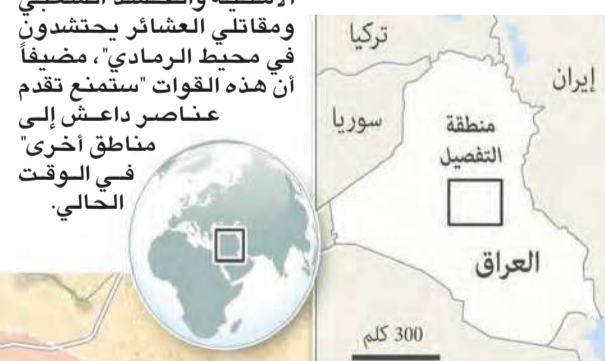 ومقاتلي العشائر يحتشدون
في محيط الرمادي"، مضيفاً
أن هذه القوات "ستمنع تقدم
عناصر داعش إلى
مناطق أخرى"
في الوقت
الحالي.
تركيا
إيران
سوريا
منطقة
التفصيل
العراق
300 كلم